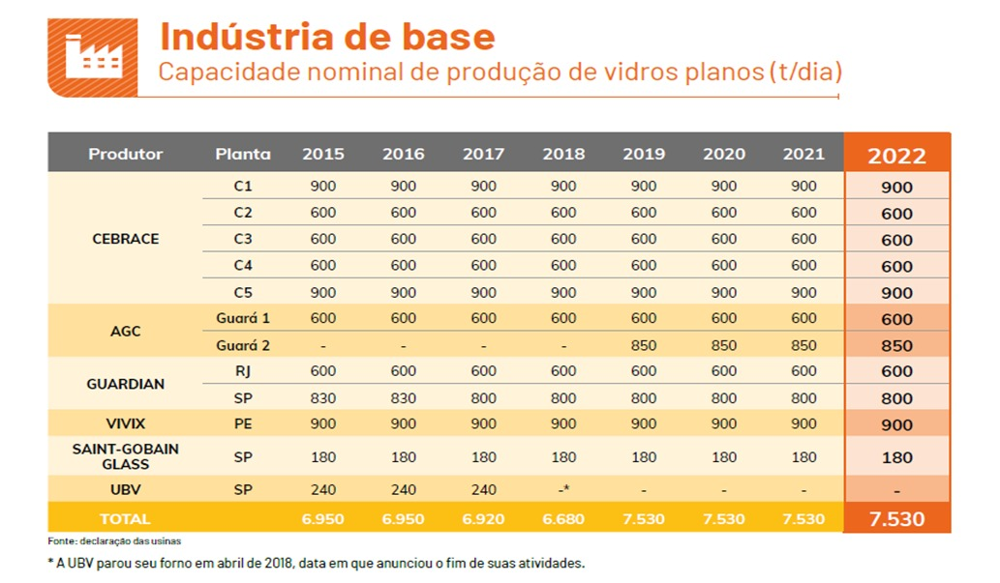 Indústria de base
Capacidade nominal de produção de vidros planos (t/dia)
Produtor Planta 2015 2016 2017 2018 2019 2020 2021 2022
CEBRACE
C1 900 900 900 900 900 900 900 900
C2 600 600 600 600 600 600 600 600
C3 600 600 600 600 600 600 600 600
C4 600 600 600 600 600 600 600 600
C5 900 900 900 900 900 900 900 900
AGC
Guará 1 600 600 600 600 600 600 600 600
Guará 2 - - - - 850 850 850 850
GUARDIAN
RJ 600 600 600 600 600 600 600 600
SP 830 830 800 800 800 800 800 800
VIVIX PE 900 900 900 900 900 900 900 900
SAINT-GOBAIN
GLASS
SP 180 180 180 180 180 180 180 180
UBV SP 240 240 240 -* - - - -
TOTAL 6.950 6.950 6.920 6.680 7.530 7.530 7.530 7.530
Fonte: declaração das usinas
* A UBV parou seu forno em abril de 2018, data em que anunciou o fim de suas atividades.